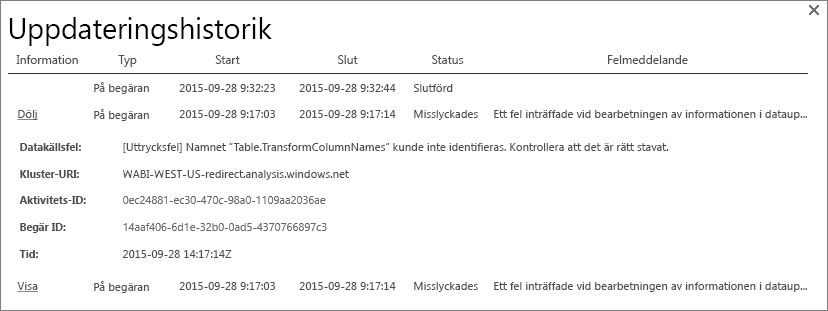 Uppdateringshistorik
Information Typ Start Slut Status Felmeddelande
På begäran 2015-09-28 9:32:23 2015-09-28 9:32:44 Slutförd
Dölj På begäran 2015-09-28 9:17:03 2015-09-28 9:17:14 Misslyckades Ett fel inträffade vid bearbetningen av informationen i dataup...
Datakällsfel: [Uttrycksfel] Namnet "Table.TransformColumnNames" kunde inte identifieras. Kontrollera att det är rätt stavat.
Kluster-URI: WABI-WEST-US-redirect.analysis.windows.net
Aktivitets-ID: 0ec24881-ec30-470c-98a0-1109aa2036ae
Begär ID: 14aaf406-6d1e-32b0-0ad5-4370766897c3
Tid: 2015-09-28 14:17:14Z
Visa På begäran 2015-09-28 9:17:03 2015-09-28 9:17:14 Misslyckades Ett fel inträffade vid bearbetningen av informationen i dataup...